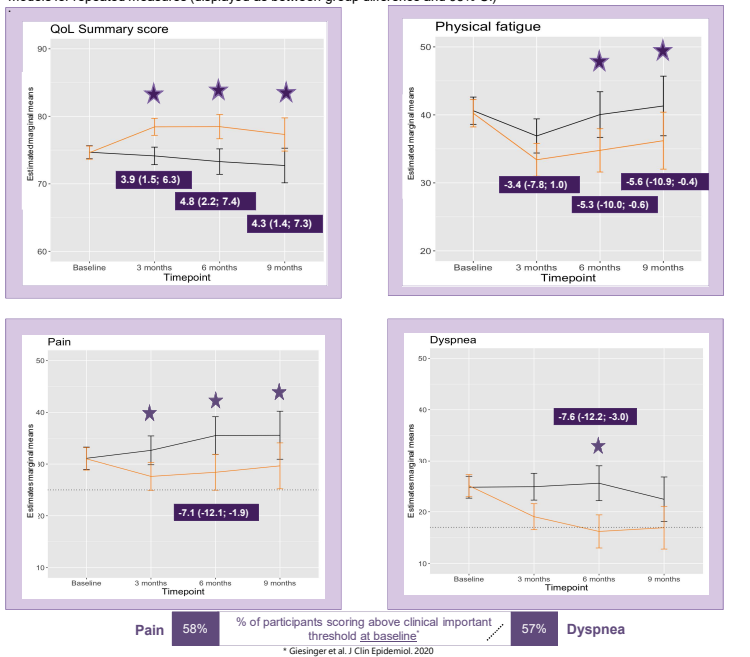 QoL Summary score
90
80
70
60
Estimated marginal means
3.9 (1.5; 6.3)
4.8 (2.2; 7.4)
4.3 (1.4; 7.3)
Baseline 3 months 6 months 9 months
Timepoint
Physical fatigue
50
40
30
20
Estimated marginal means
-3.4 (-7.8; 1.0)
-5.6 (-10.9; -0.4)
-5.3 (-10.0; -0.6)
Baseline 3 months 6 months 9 months
Timepoint
Pain
50
40
30
20
10
Estimates marginal means
-7.1 (-12.1; -1.9)
Baseline 3 months 6 months 9 months
Timepoint
Dyspnea
50
40
30
20
10
Estimates marginal means
-7.6 (-12.2; -3.0)
Baseline 3 months 6 months 9 months
Timepoint
Pain 58% % of participants scoring above clinical important 57% Dyspnea
threshold at baseline*
* Giesinger et al. J Clin Epidemiol. 2020